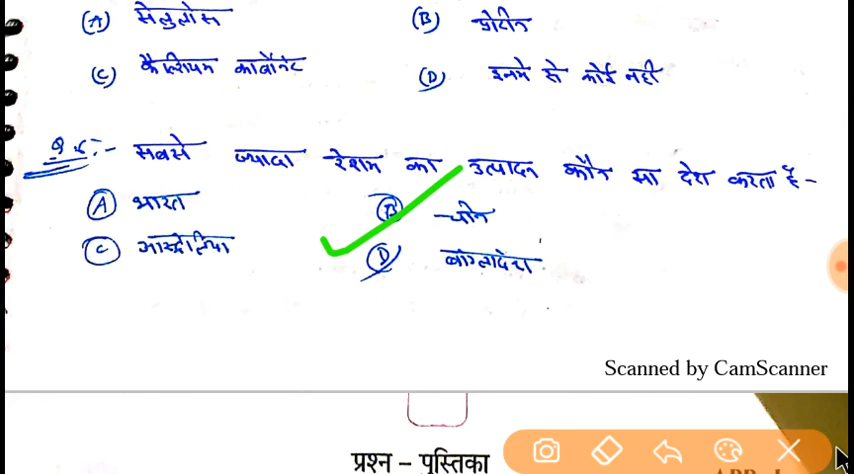 (A) सेलुलोस (B) प्रोटीन
(C) कैल्शियम कार्बोनेट (D) इनमे से कोई नही
सबसे ज्यादा रेशम का उत्पादन कौन सा देश करता है -
(A) भारत (B) चीन
(C) आस्ट्रेलिया (D) बांग्लादेश
Scanned by CamScanner
प्रश्न – पुस्तिका